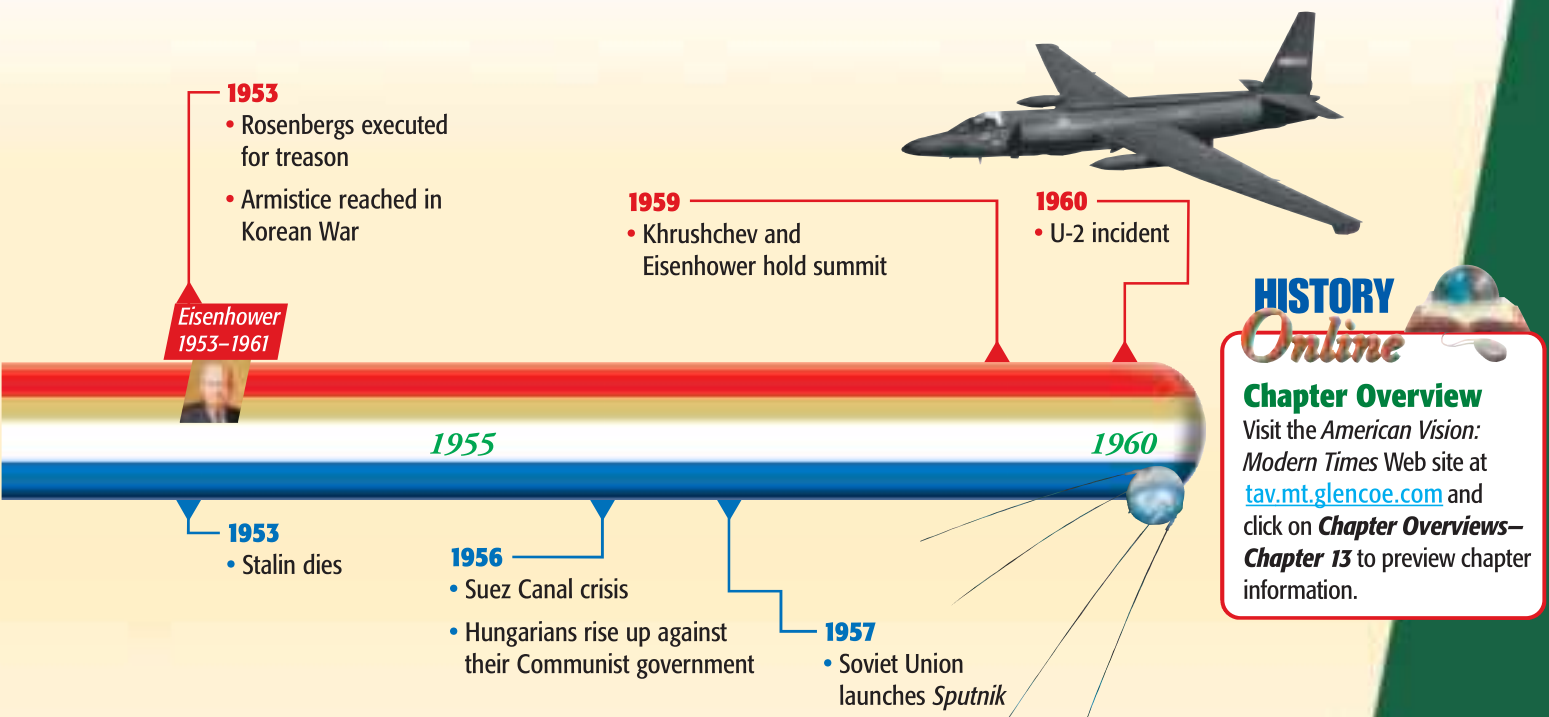 1953
• Rosenbergs executed
for treason
• Armistice reached in
Korean War
1959
• Khrushchev and
Eisenhower hold summit
1960
• U-2 incident
Eisenhower
1953–1961
1955
1960
1953
• Stalin dies
1956
• Suez Canal crisis
• Hungarians rise up against
their Communist government
1957
• Soviet Union
launches Sputnik
HISTORY
Online
Chapter Overview
Visit the American Vision:
Modern Times Web site at
tav.mt.glencoe.com and
click on Chapter Overviews—
Chapter 13 to preview chapter
information.